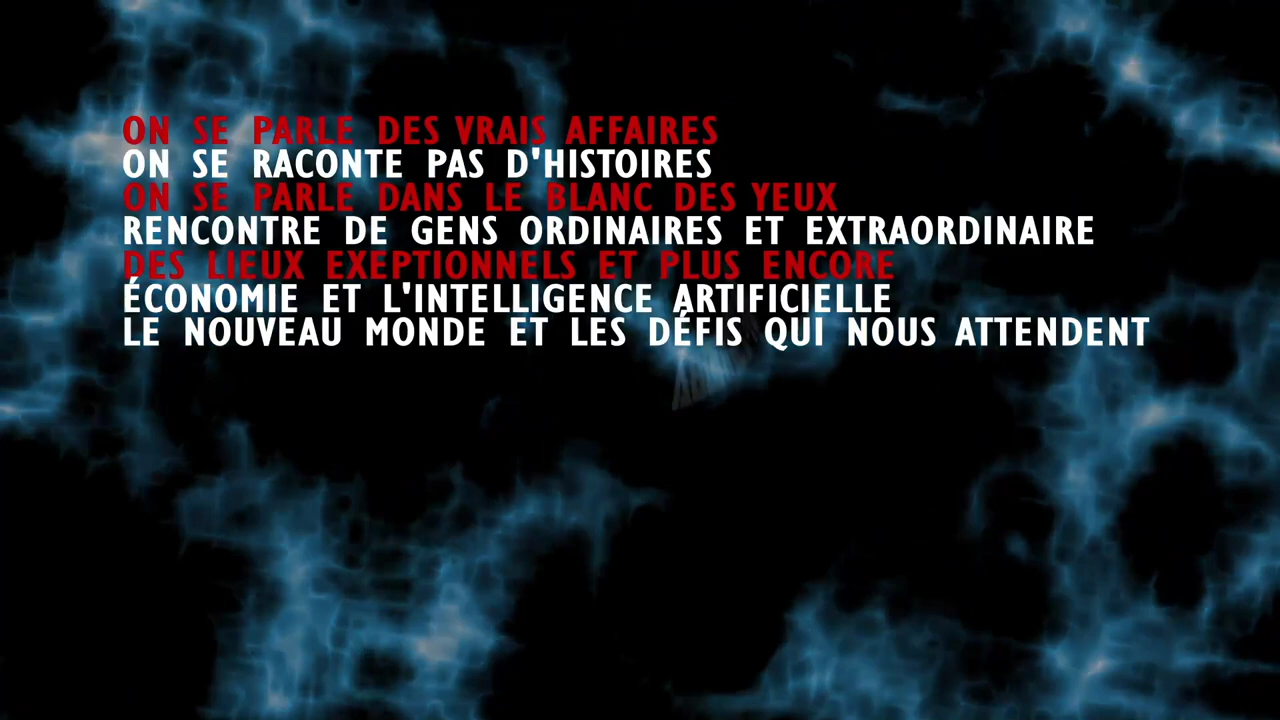 ON SE PARLE DES VRAIS AFFAIRES
ON SE RACONTE PAS D'HISTOIRES
ON SE PARLE DANS LE BLANC DES YEUX
RENCONTRE DE GENS ORDINAIRES ET EXTRAORDINAIRE
DES LIEUX EXEPTIONNELS ET PLUS ENCORE
ÉCONOMIE ET L'INTELLIGENCE ARTIFICIELLE
LE NOUVEAU MONDE ET LES DÉFIS QUI NOUS ATTENDENT